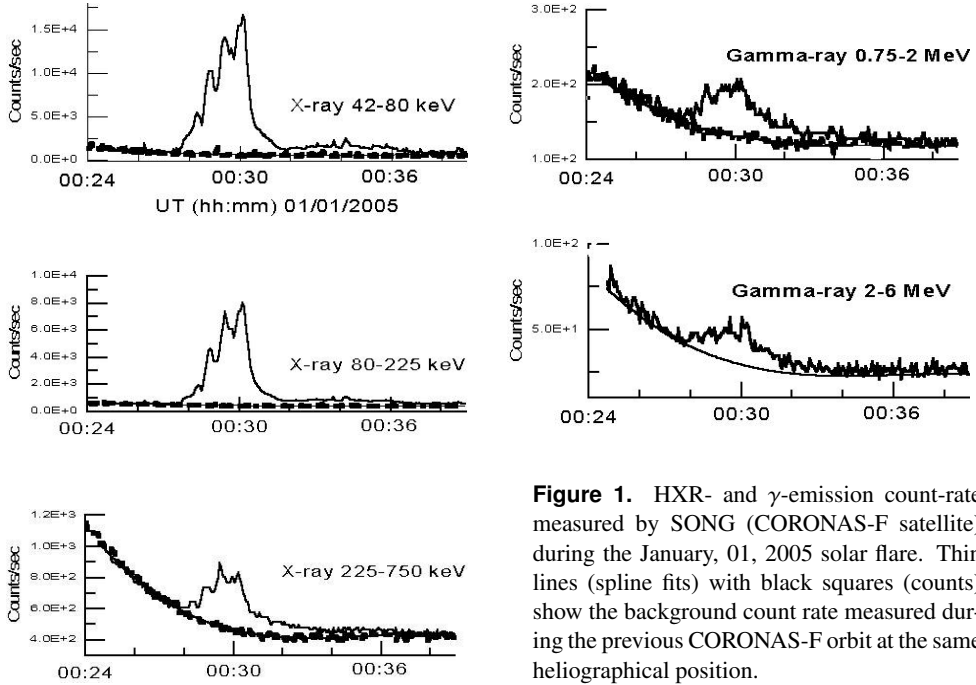 Counts/sec
1.5E+4
1.0E+4
5.0E+3
0.0E+0
X-ray 42-80 keV
00:24 00:30 00:36
UT (hh:mm) 01/01/2005
Counts/sec
1.0E+4
8.0E+3
6.0E+3
4.0E+3
2.0E+3
0.0E+0
X-ray 80-225 keV
00:24 00:30 00:36
Counts/sec
1.2E+3
1.0E+3
8.0E+2
6.0E+2
4.0E+2
X-ray 225-750 keV
00:24 00:30 00:36
Counts/sec
3.0E+2
2.0E+2
1.0E+2
Gamma-ray 0.75-2 MeV
00:24 00:30 00:36
Counts/sec
1.0E+2
5.0E+1
Gamma-ray 2-6 MeV
00:24 00:30 00:36
Figure 1. HXR- and γ-emission count-rate
measured by SONG (CORONAS-F satellite)
during the January, 01, 2005 solar flare. Thin
lines (spline fits) with black squares (counts)
show the background count rate measured dur-
ing the previous CORONAS-F orbit at the same
heliographical position.